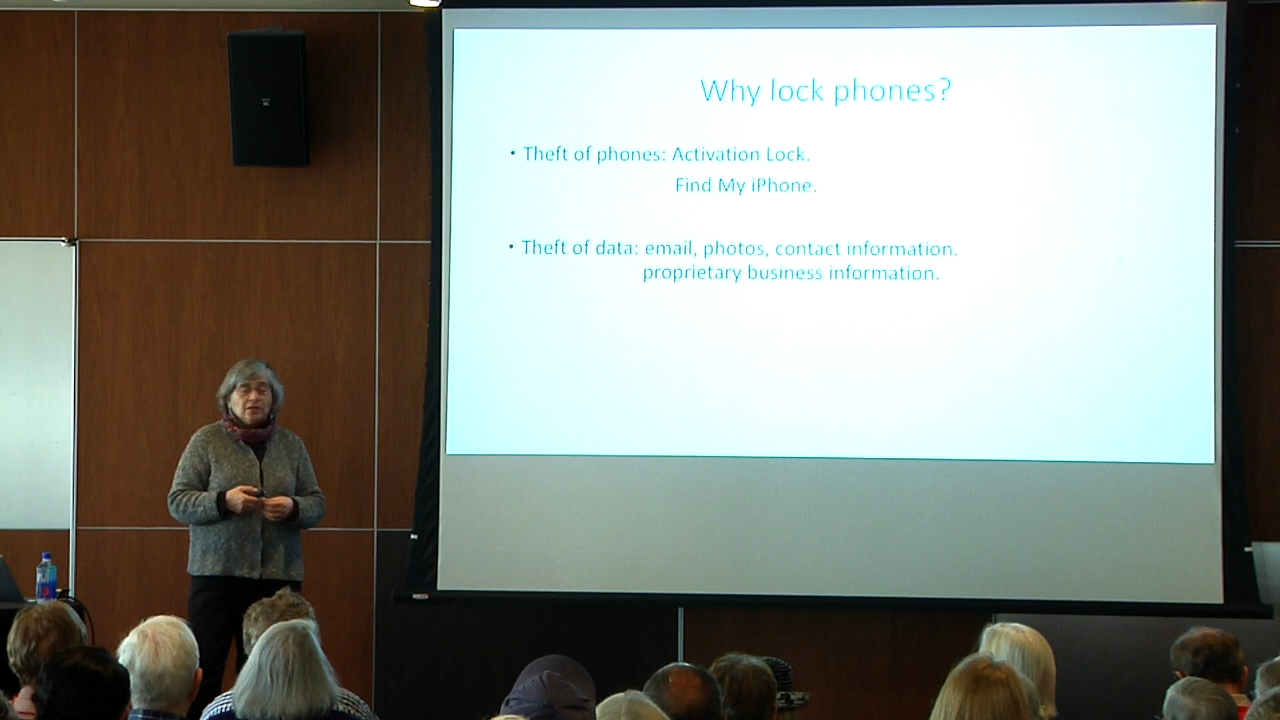 Why lock phones?
• Theft of phones: Activation Lock.
Find My iPhone.
• Theft of data: email, photos, contact information.
proprietary business information.